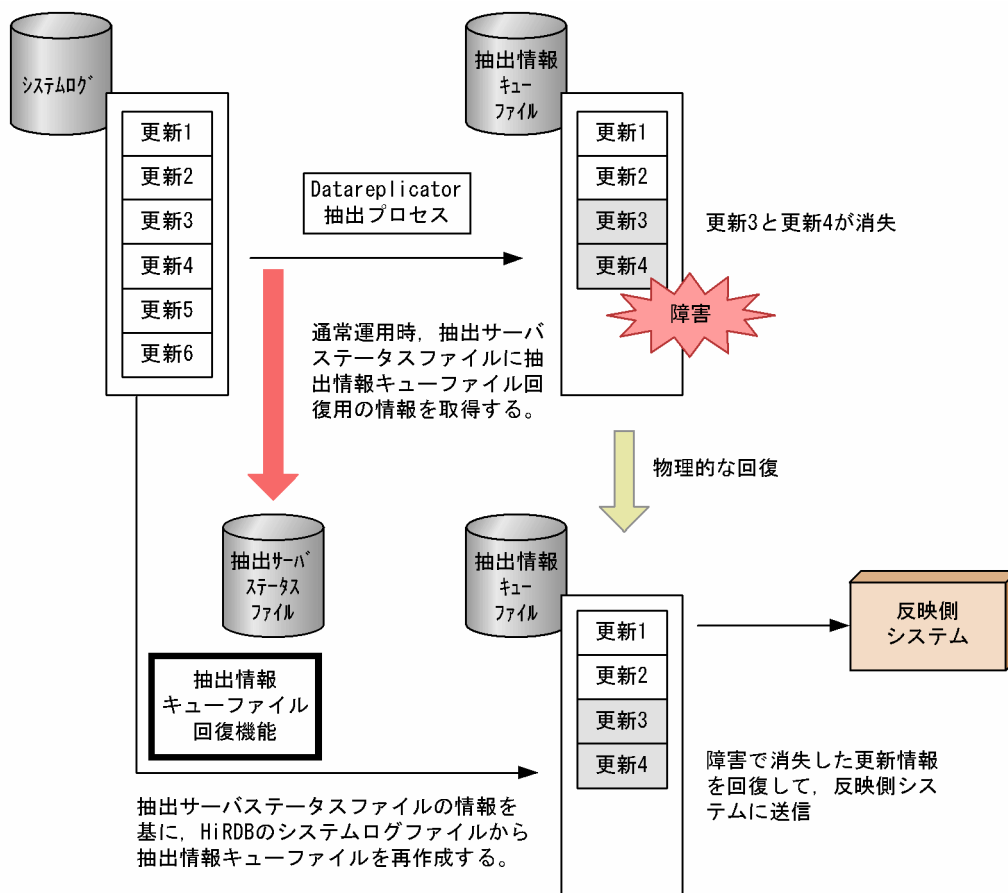 システムログ
更新1
更新2
更新3
更新4
更新5
更新6
Datareplicator
抽出プロセス
抽出情報
キュー
ファイル
更新1
更新2
更新3
更新4
障害
更新3と更新4が消失
通常運用時，抽出サーバ
ステータスファイルに抽
出情報キューファイル回
復用の情報を取得する。
物理的な回復
抽出サーバ
ステータス
ファイル
抽出情報
キューファイル
回復機能
抽出情報
キュー
ファイル
更新1
更新2
更新3
更新4
反映側
システム
障害で消失した更新情報
を回復して，反映側シス
テムに送信
抽出サーバステータスファイルの情報を
基に，HiRDBのシステムログファイルから
抽出情報キューファイルを再作成する。